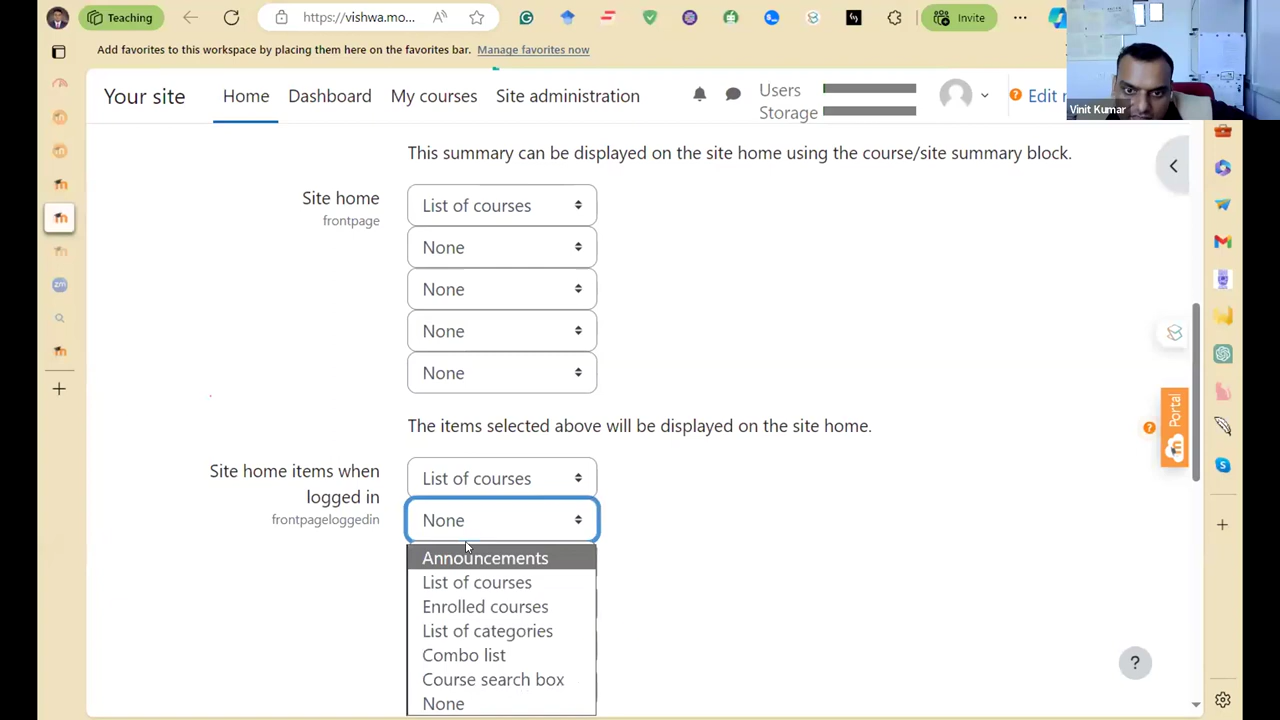 Teaching
https://vishwa.mo...
Invite
Add favorites to this workspace by placing them here on the favorites bar. Manage favorites now
Vinit Kumar
Your site
Home
Dashboard
My courses
Site administration
Users
Storage
Edit
This summary can be displayed on the site home using the course/site summary block.
Site home
frontpage
List of courses
None
None
None
None
Portal
The items selected above will be displayed on the site home.
Site home items when
logged in
frontpageloggedin
List of courses
None
Announcements
List of courses
Enrolled courses
List of categories
Combo list
Course search box
None
zm